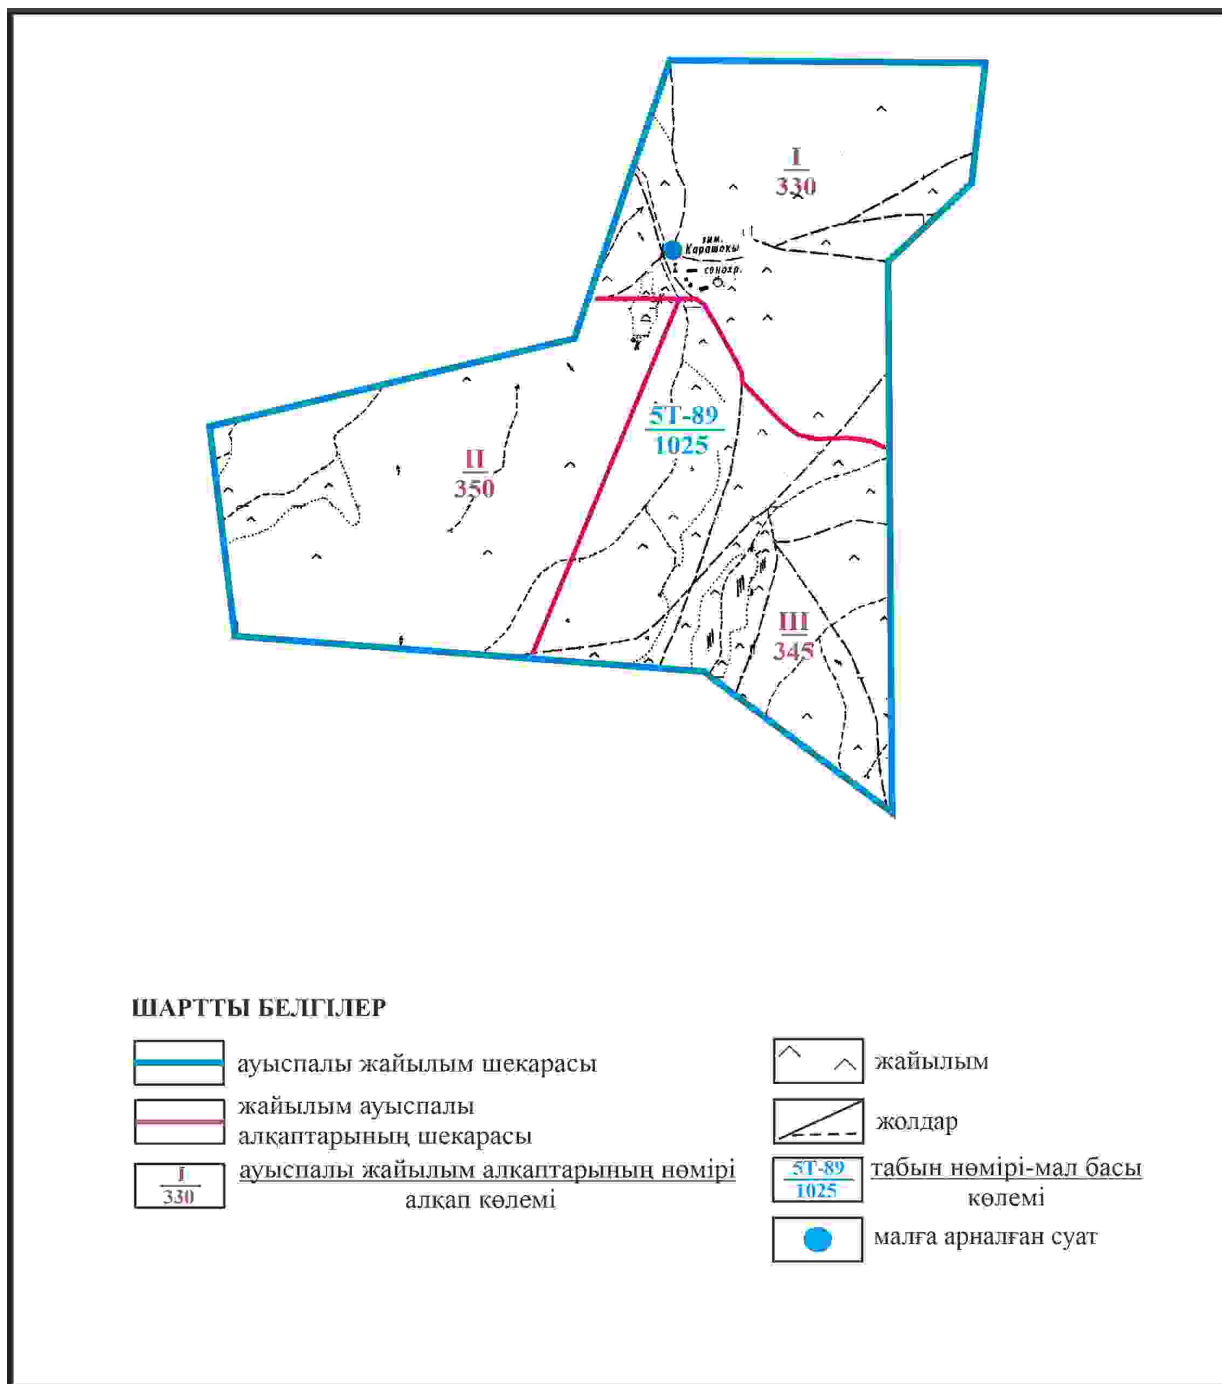 I
330
зим.
Карашокы
сенохр.
5Т-89
1025
II
350
III
345
ШАРТТЫ БЕЛГІЛЕР
ауыспалы жайылым шекарасы
жайылым ауыспалы
алқаптарының шекарасы
I
330
ауыспалы жайылым алқаптарының нөмірі
алқап көлемі
жайылым
жолдар
5Т-89
1025
табын нөмірі-мал басы
көлемі
малға арналған суат